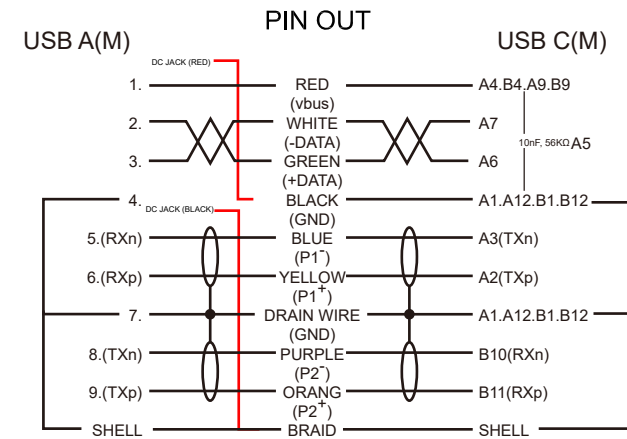 PIN OUT
USB A(M)
USB C(M)
DC JACK (RED)
1. RED A4.B4.A9.B9
(vbus)
2. WHITE A7
(-DATA) 10nF, 56KΩ A5
3. GREEN A6
(+DATA)
4. BLACK A1.A12.B1.B12
DC JACK (BLACK)
(GND)
5.(RXn) BLUE A3(TXn)
(P1-)
6.(RXp) YELLOW A2(TXp)
(P1+)
7. DRAIN WIRE A1.A12.B1.B12
(GND)
8.(TXn) PURPLE B10(RXn)
(P2-)
9.(TXp) ORANG B11(RXp)
(P2+)
SHELL BRAID SHELL